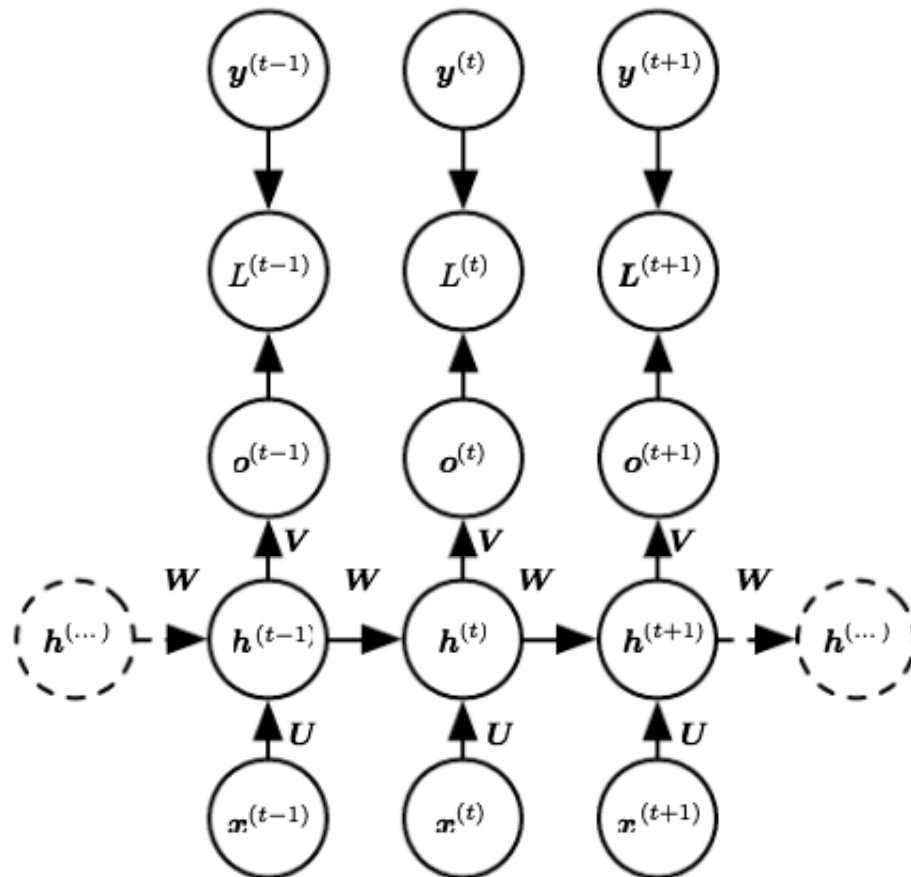 y^(t−1) y^(t) y^(t+1)
L^(t−1) L^(t) L^(t+1)
o^(t−1) o^(t) o^(t+1)
V V V
W W W W
h^(...) h^(t−1) h^(t) h^(t+1) h^(...)
U U U
x^(t−1) x^(t) x^(t+1)